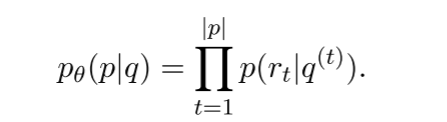 p_θ(p|q) = ∏_{t=1}^{|p|} p(r_t|q^{(t)}).